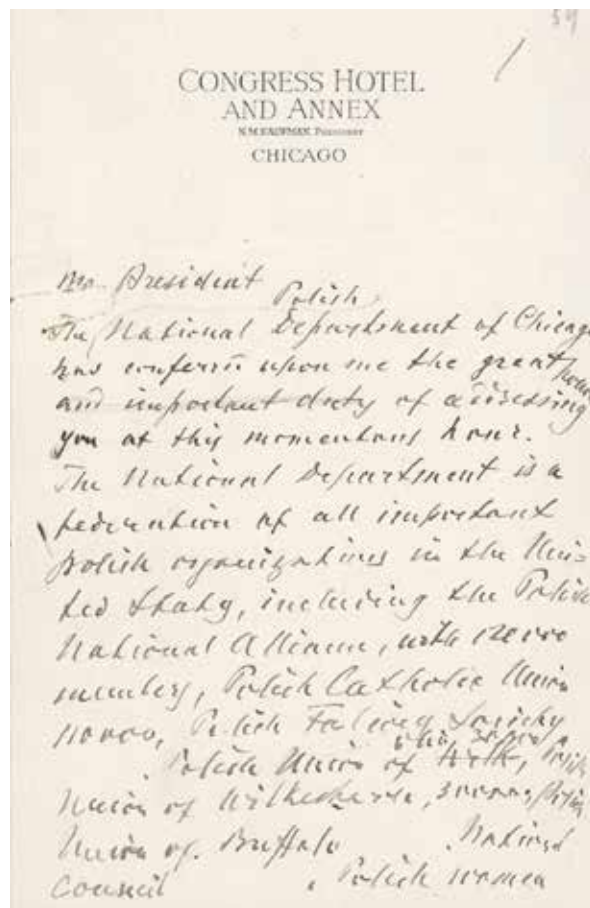 59
CONGRESS HOTEL
AND ANNEX
N.M. KAUFMAN, PRESIDENT
CHICAGO
Mr. President
Polish
The National Department of Chicago
has conferred upon me the great honor
and important duty of addressing
you at this momentous hour.
The National Department is a
federation of all important
polish organizations in the Uni-
ted States, including the Polish
National Alliance, with
members, Polish Catholic Union
Polish Falcons Society
Polish Union of
Union of Wilkesbarre,
Union of Buffalo National
Council Polish women